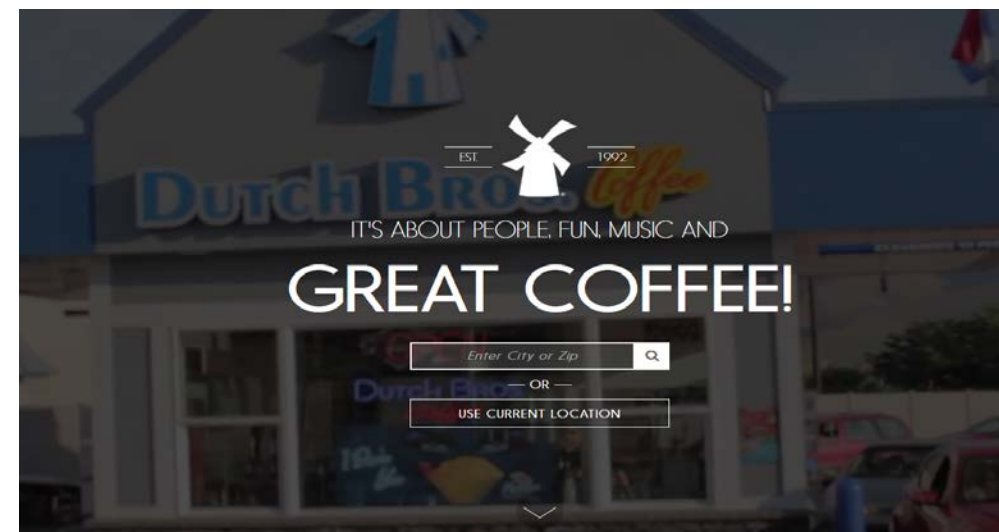 EST. 1992
DUTCH BROS. Coffee
IT'S ABOUT PEOPLE, FUN, MUSIC AND
GREAT COFFEE!
Enter City or Zip
OPEN
Dutch Bros
— OR —
USE CURRENT LOCATION